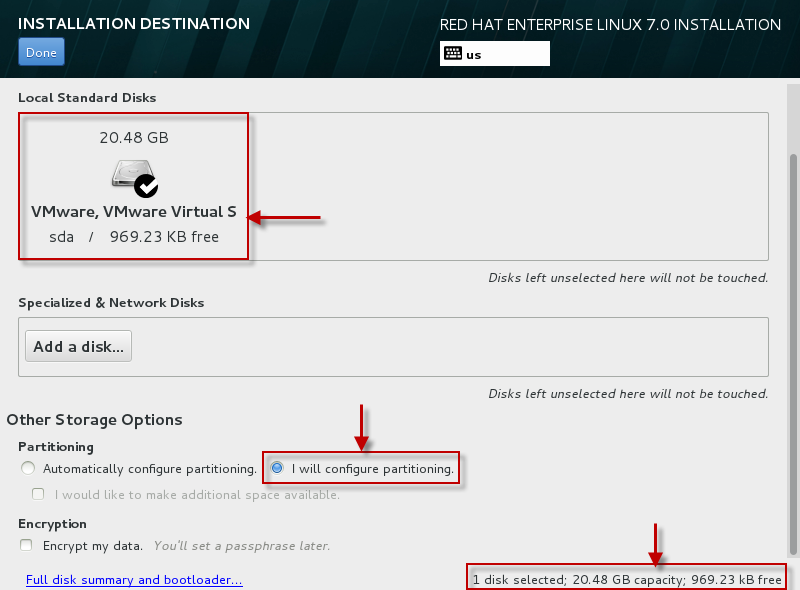 INSTALLATION DESTINATION
RED HAT ENTERPRISE LINUX 7.0 INSTALLATION
Done
us
Local Standard Disks
20.48 GB
VMware, VMware Virtual S
sda / 969.23 KB free
Disks left unselected here will not be touched.
Specialized & Network Disks
Add a disk...
Disks left unselected here will not be touched.
Other Storage Options
Partitioning
Automatically configure partitioning. I will configure partitioning.
I would like to make additional space available.
Encryption
Encrypt my data. You'll set a passphrase later.
Full disk summary and bootloader... 1 disk selected; 20.48 GB capacity; 969.23 kB free